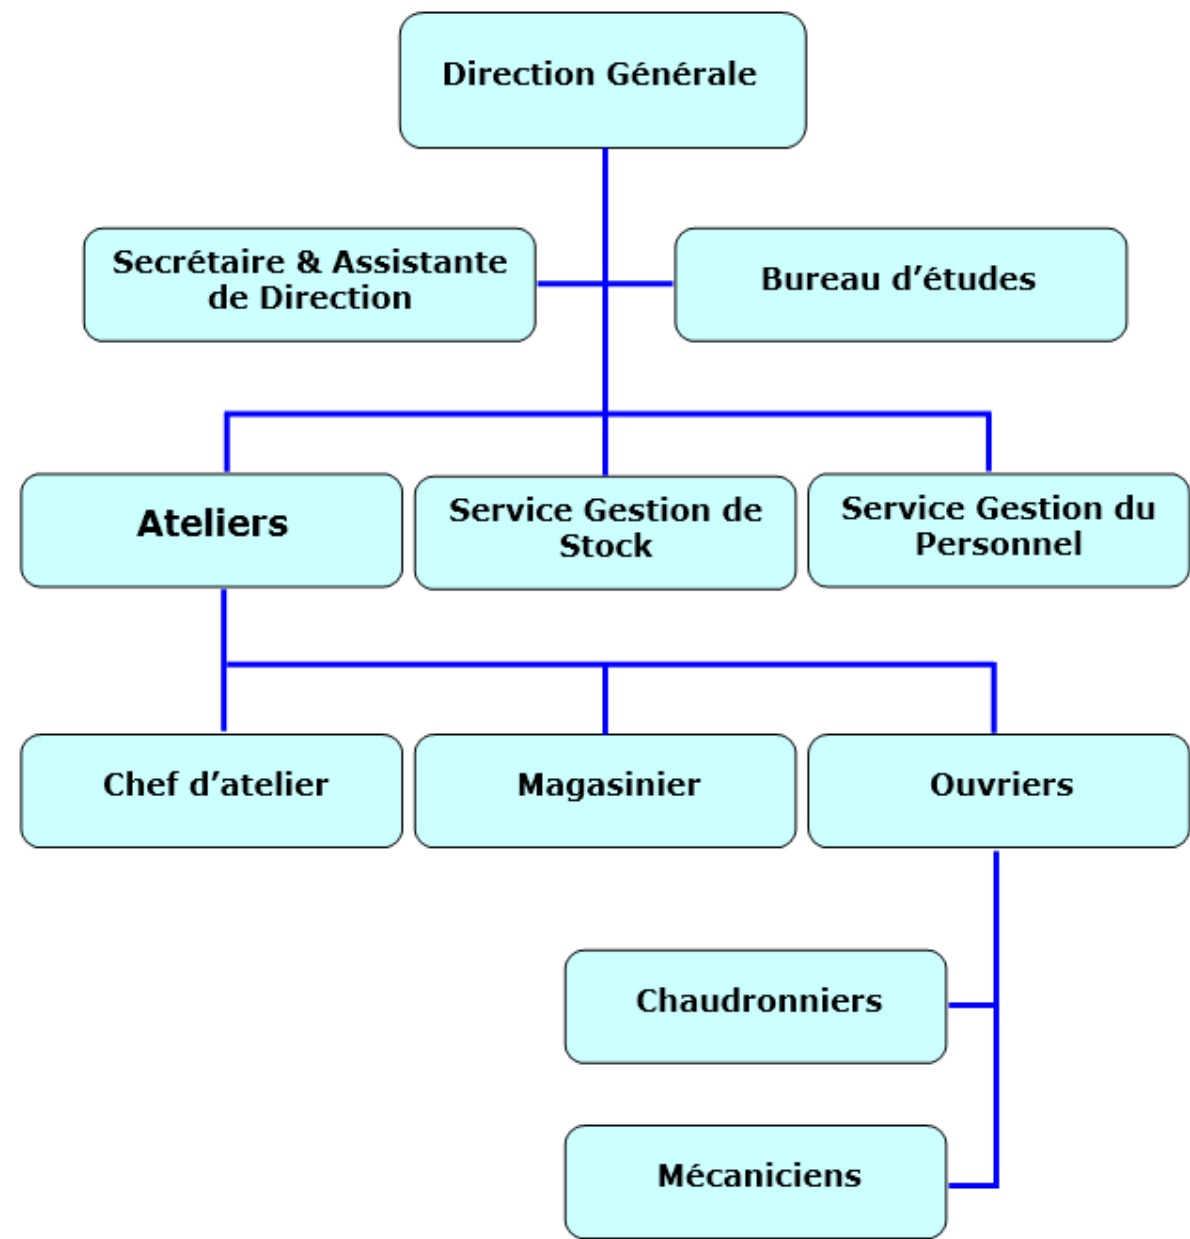 Direction Générale
Secrétaire & Assistante
de Direction
Bureau d’études
Ateliers
Service Gestion de
Stock
Service Gestion du
Personnel
Chef d’atelier
Magasinier
Ouvriers
Chaudronniers
Mécaniciens